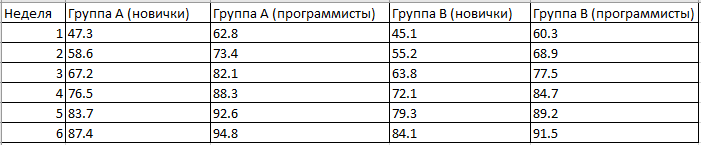 Неделя Группа A (новички) Группа A (программисты) Группа B (новички) Группа B (программисты)
1 47.3 62.8 45.1 60.3
2 58.6 73.4 55.2 68.9
3 67.2 82.1 63.8 77.5
4 76.5 88.3 72.1 84.7
5 83.7 92.6 79.3 89.2
6 87.4 94.8 84.1 91.5